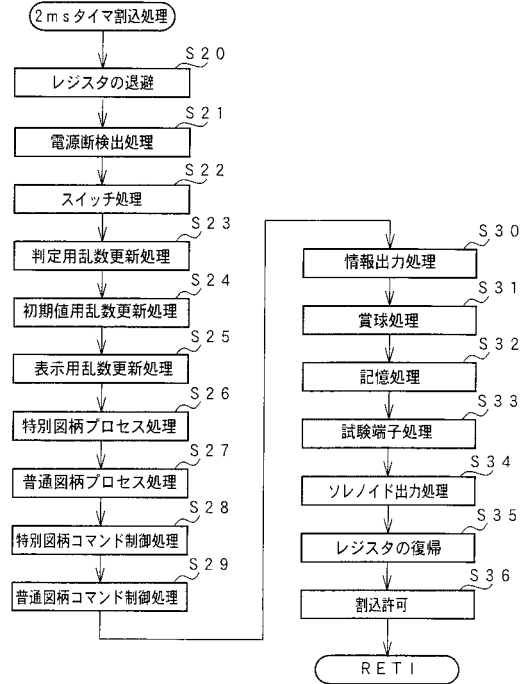 2msタイマ割込処理
S20
レジスタの退避
S21
電源断検出処理
S22
スイッチ処理
S23
判定用乱数更新処理
S24
初期値用乱数更新処理
S25
表示用乱数更新処理
S26
特別図柄プロセス処理
S27
普通図柄プロセス処理
S28
特別図柄コマンド制御処理
S29
普通図柄コマンド制御処理
S30
情報出力処理
S31
賞球処理
S32
記憶処理
S33
試験端子処理
S34
ソレノイド出力処理
S35
レジスタの復帰
S36
割込許可
RETI